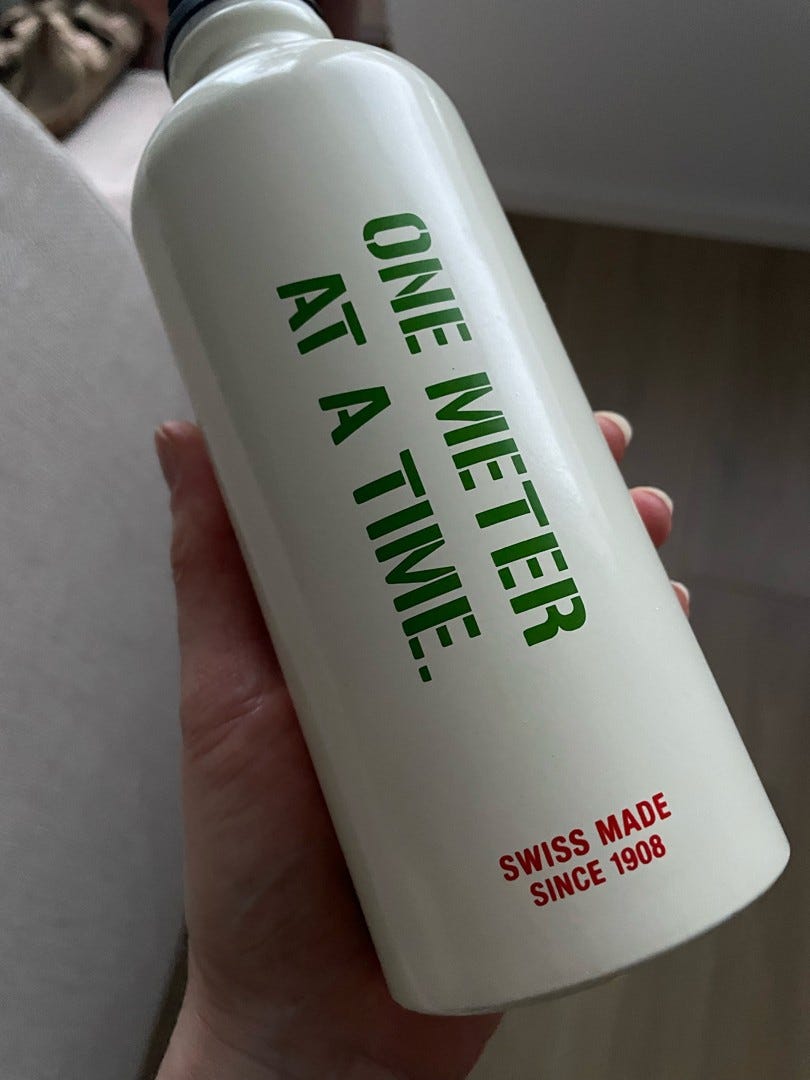 ONE METER
AT A TIME.
SWISS MADE
SINCE 1908